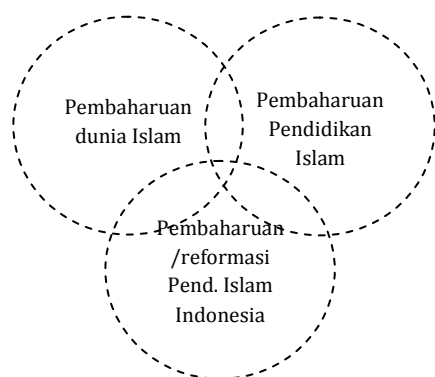 Pembaharuan
dunia Islam
Pembaharuan
Pendidikan
Islam
Pembaharuan
/reformasi
Pend. Islam
Indonesia